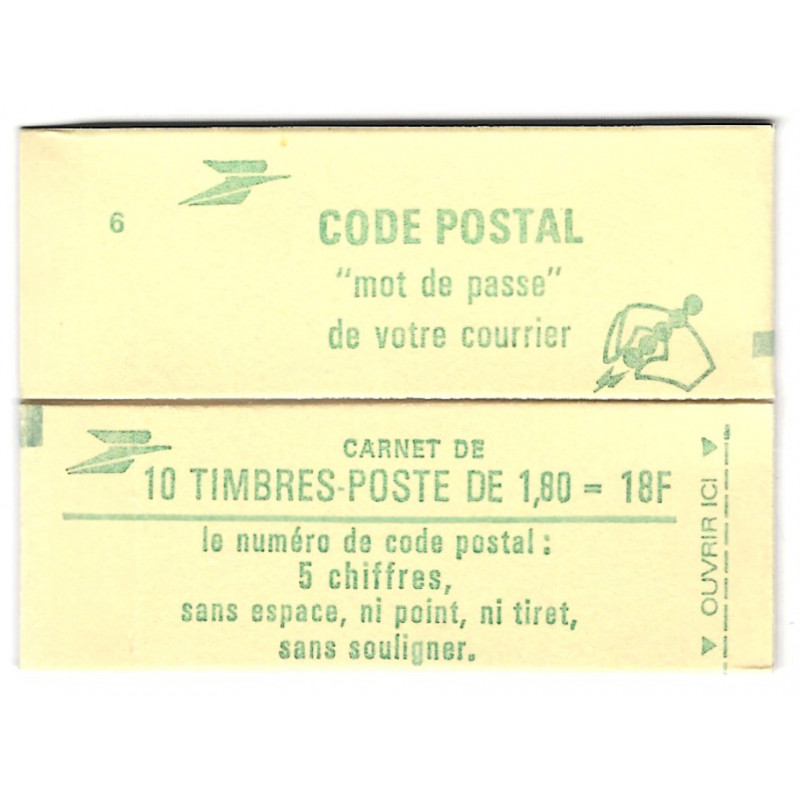 6
CODE POSTAL
"mot de passe"
de votre courrier
CARNET DE
10 TIMBRES-POSTE DE 1,80 = 18F
le numéro de code postal :
5 chiffres,
sans espace, ni point, ni tiret,
sans souligner.
OUVRIR ICI